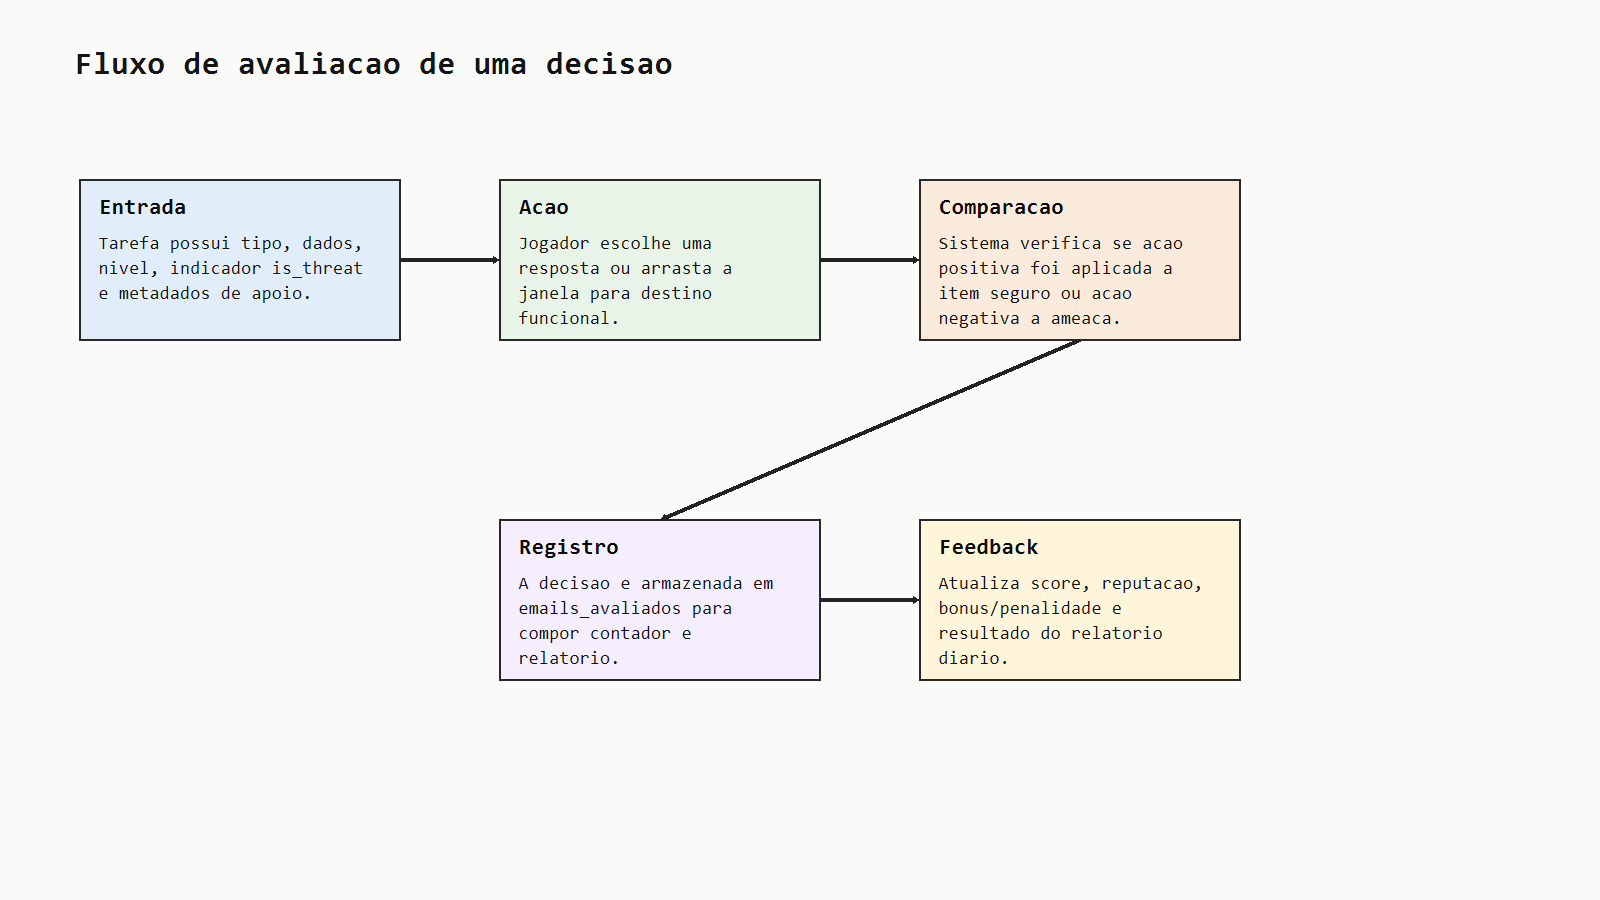 Fluxo de avaliacao de uma decisao
Entrada
Tarefa possui tipo, dados,
nivel, indicador is_threat
e metadados de apoio.
Acao
Jogador escolhe uma
resposta ou arrasta a
janela para destino
funcional.
Comparacao
Sistema verifica se acao
positiva foi aplicada a
item seguro ou acao
negativa a ameaca.
Registro
A decisao e armazenada em
emails_avaliados para
compor contador e
relatorio.
Feedback
Atualiza score, reputacao,
bonus/penalidade e
resultado do relatorio
diario.